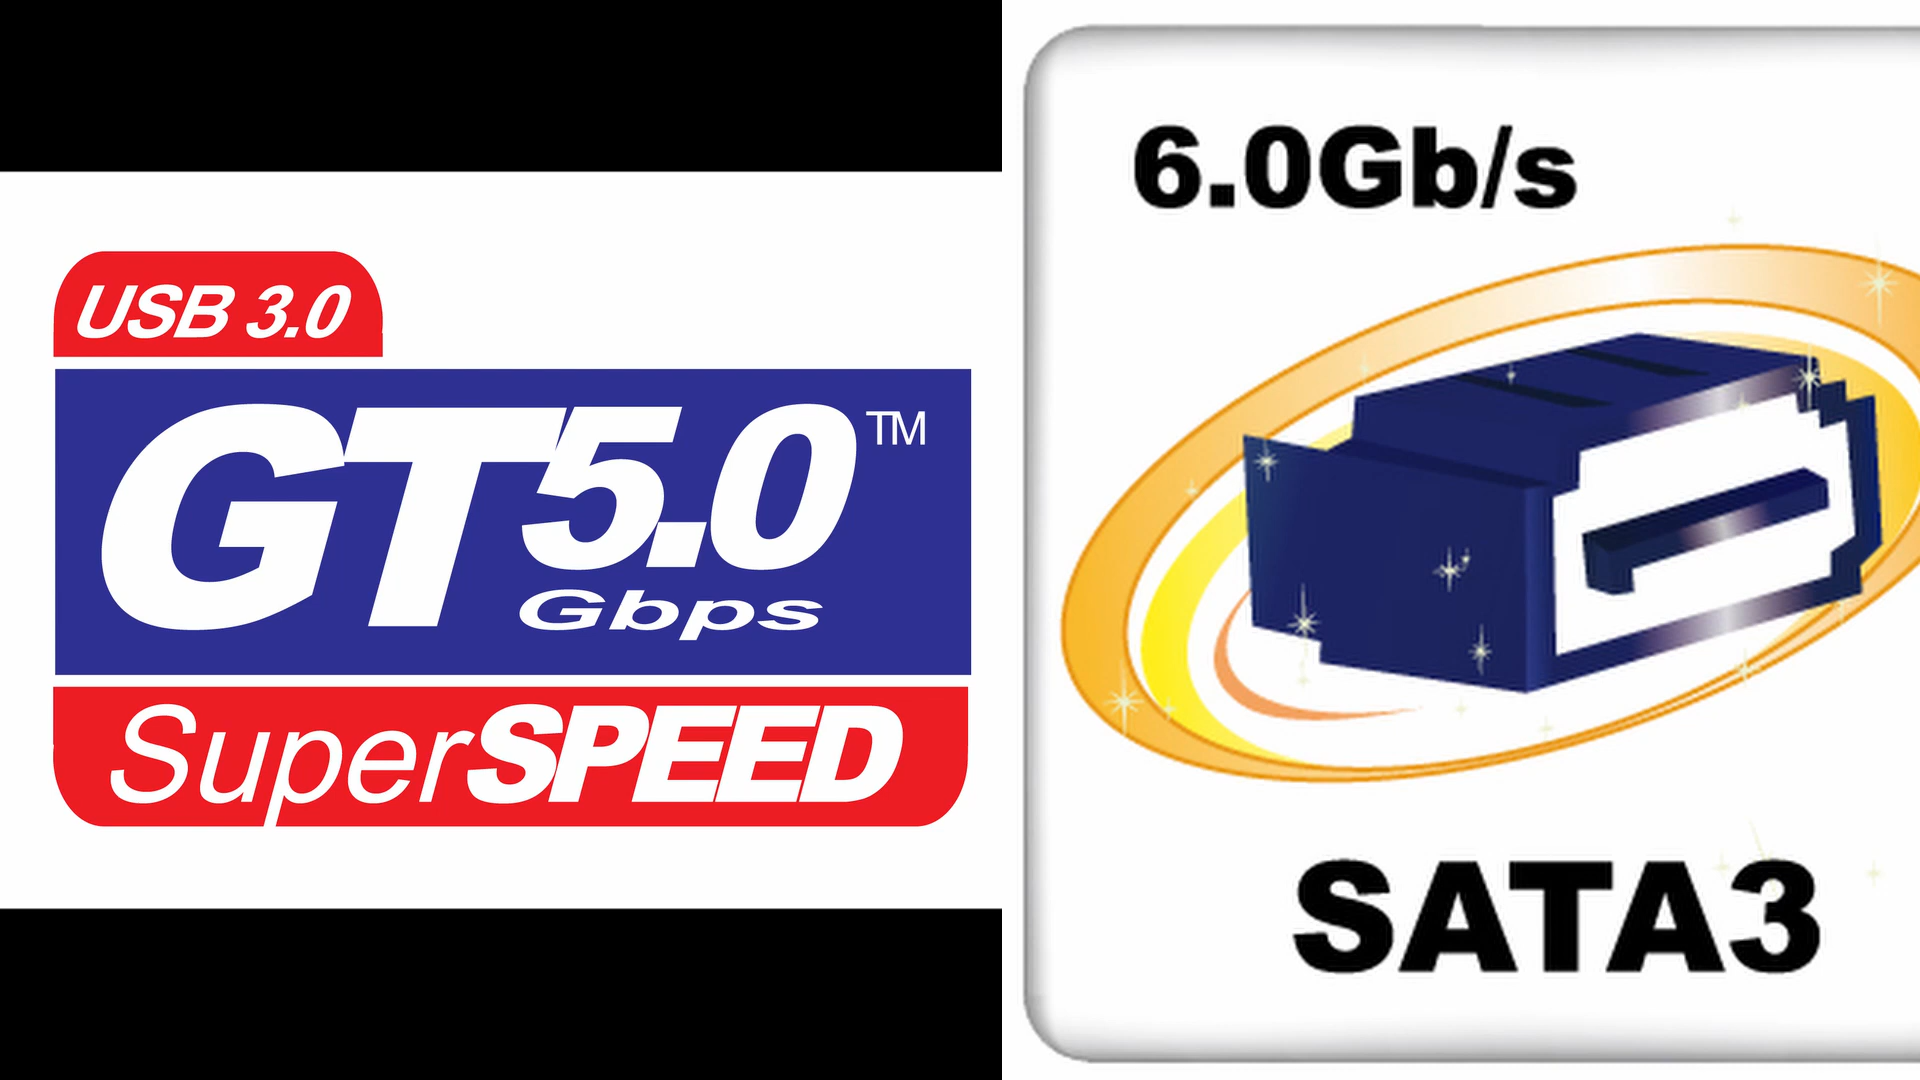 USB 3.0
GT5.0™
Gbps
SuperSPEED
6.0Gb/s
SATA3